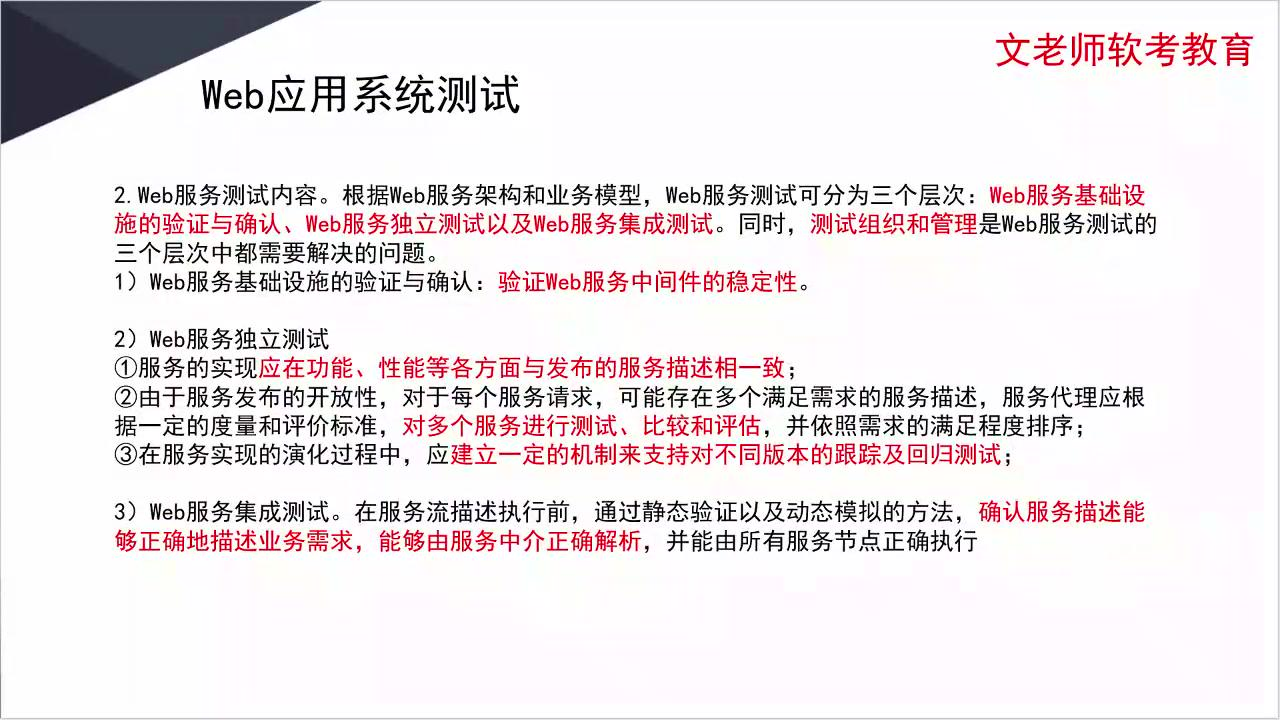 文老师软考教育
Web应用系统测试
2.Web服务测试内容。根据Web服务架构和业务模型，Web服务测试可分为三个层次：Web服务基础设
施的验证与确认、Web服务独立测试以及Web服务集成测试。同时，测试组织和管理是Web服务测试的
三个层次中都需要解决的问题。
1）Web服务基础设施的验证与确认：验证Web服务中间件的稳定性。
2）Web服务独立测试
①服务的实现应在功能、性能等各方面与发布的服务描述相一致；
②由于服务发布的开放性，对于每个服务请求，可能存在多个满足需求的服务描述，服务代理应根
据一定的度量和评价标准，对多个服务进行测试、比较和评估，并依照需求的满足程度排序；
③在服务实现的演化过程中，应建立一定的机制来支持对不同版本的跟踪及回归测试；
3）Web服务集成测试。在服务流描述执行前，通过静态验证以及动态模拟的方法，确认服务描述能
够正确地描述业务需求，能够由服务中介正确解析，并能由所有服务节点正确执行